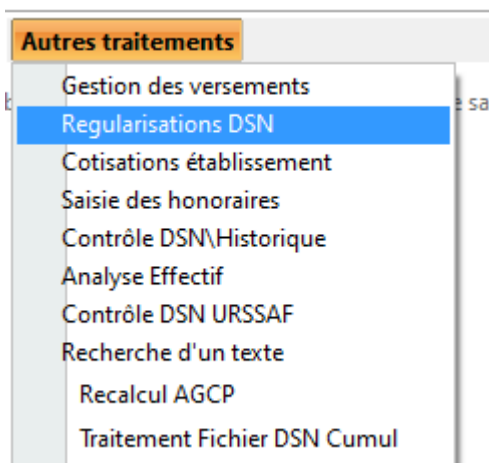 Autres traitements
Gestion des versements
Regularisations DSN
Cotisations établissement
Saisie des honoraires
Contrôle DSN\Historique
Analyse Effectif
Contrôle DSN URSSAF
Recherche d'un texte
Recalcul AGCP
Traitement Fichier DSN Cumul